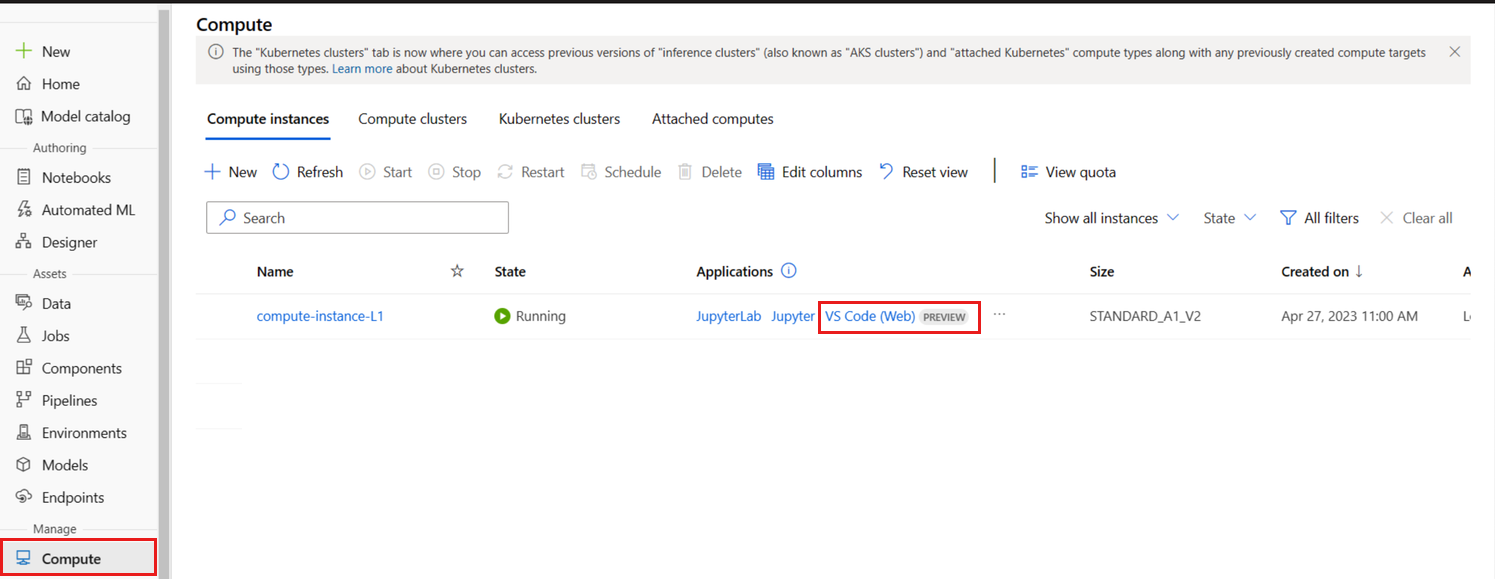 New
Home
Model catalog
Authoring
Notebooks
Automated ML
Designer
Assets
Data
Jobs
Components
Pipelines
Environments
Models
Endpoints
Manage
Compute
Compute
The "Kubernetes clusters" tab is now where you can access previous versions of "inference clusters" (also known as "AKS clusters") and "attached Kubernetes" compute types along with any previously created compute targets
using those types. Learn more about Kubernetes clusters.
Compute instances Compute clusters Kubernetes clusters Attached computes
New Refresh Start Stop Restart Schedule Delete Edit columns Reset view View quota
Search Show all instances State All filters Clear all
Name State Applications Size Created on
compute-instance-L1 Running JupyterLab Jupyter VS Code (Web) PREVIEW ... STANDARD_A1_V2 Apr 27, 2023 11:00 AM